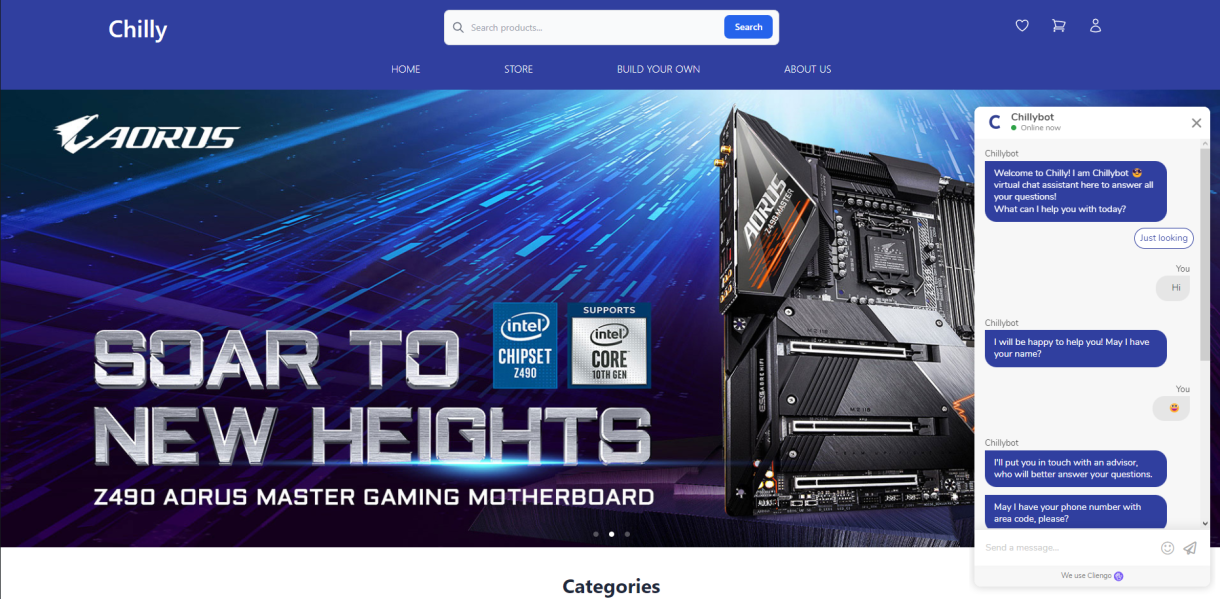 Chilly
Search products...
Search
HOME
STORE
BUILD YOUR OWN
ABOUT US
AORUS
SOAR TO
NEW HEIGHTS
intel
CHIPSET
Z490
SUPPORTS
intel
CORE
10TH GEN
Z490 AORUS MASTER GAMING MOTHERBOARD
AORUS
Z490 MASTER
Categories
C
Chillybot
Online now
Chillybot
Welcome to Chilly! I am Chillybot 🤠
virtual chat assistant here to answer all
your questions!
What can I help you with today?
Just looking
You
Hi
Chillybot
I will be happy to help you! May I have
your name?
You
😃
Chillybot
I'll put you in touch with an advisor,
who will better answer your questions.
May I have your phone number with
area code, please?
Send a message...
We use Cliengo